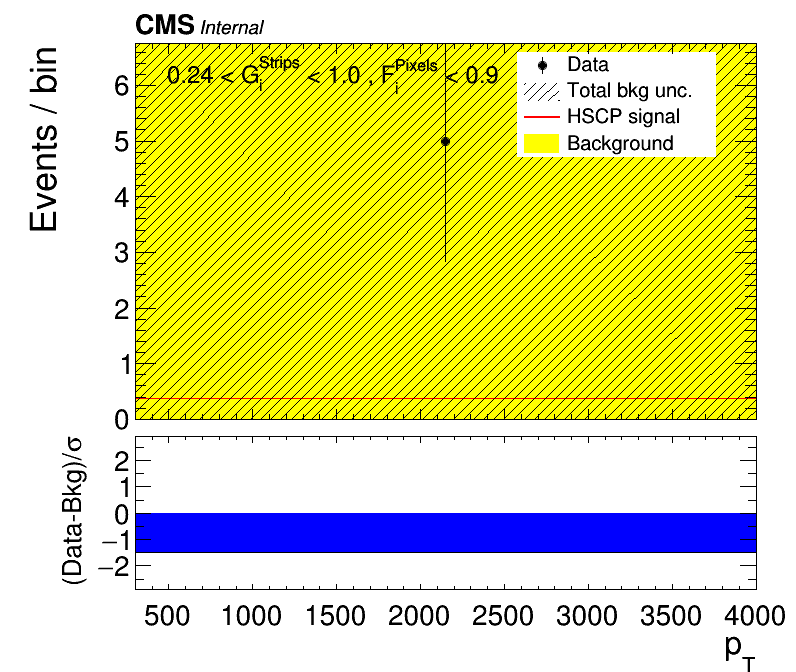 CMS Internal
Events / bin
6
5
4
3
2
1
0
0.24 < G_i^Strips < 1.0 , F_i^Pixels < 0.9
Data
Total bkg unc.
HSCP signal
Background
(Data-Bkg)/σ
2
1
0
−1
−2
500 1000 1500 2000 2500 3000 3500 4000
p_T